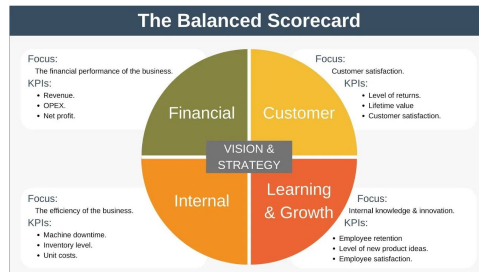 The Balanced Scorecard
Focus:
The financial performance of the business.
KPIs:
• Revenue.
• OPEX.
• Net profit.
Focus:
Customer satisfaction.
KPIs:
• Level of returns.
• Lifetime value
• Customer satisfaction.
Financial
Customer
VISION &
STRATEGY
Internal
Learning
& Growth
Focus:
The efficiency of the business.
KPIs:
• Machine downtime.
• Inventory level.
• Unit costs.
Focus:
Internal knowledge & innovation.
KPIs:
• Employee retention
• Level of new product ideas.
• Employee satisfaction.